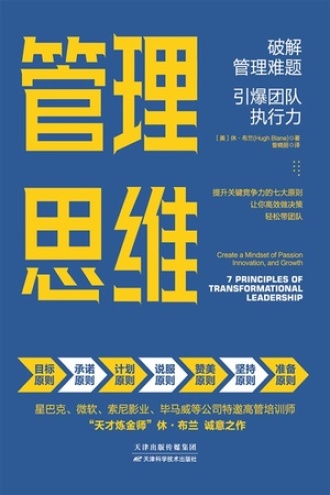 管理
思维
破解
管理难题
引爆团队
执行力
[美] 休·布兰(Hugh Blane)著
黎晓丽 译
提升关键竞争力的七大原则
让你高效做决策
轻松带团队
Create a Mindset of Passion
Innovation, and Growth
7 PRINCIPLES OF
TRANSFORMATIONAL
LEADERSHIP
目标原则
承诺原则
计划原则
说服原则
赞美原则
坚持原则
准备原则
星巴克、微软、索尼影业、毕马威等公司特邀高管培训师
“天才炼金师”休·布兰 诚意之作
天津出版传媒集团
天津科学技术出版社